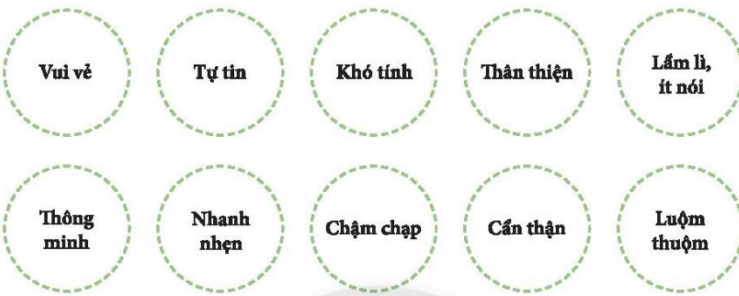 Vui vẻ
Tự tin
Khó tính
Thân thiện
Lầm lì,
ít nói
Thông
minh
Nhanh
nhẹn
Chậm chạp
Cẩn thận
Luộm
thuộm